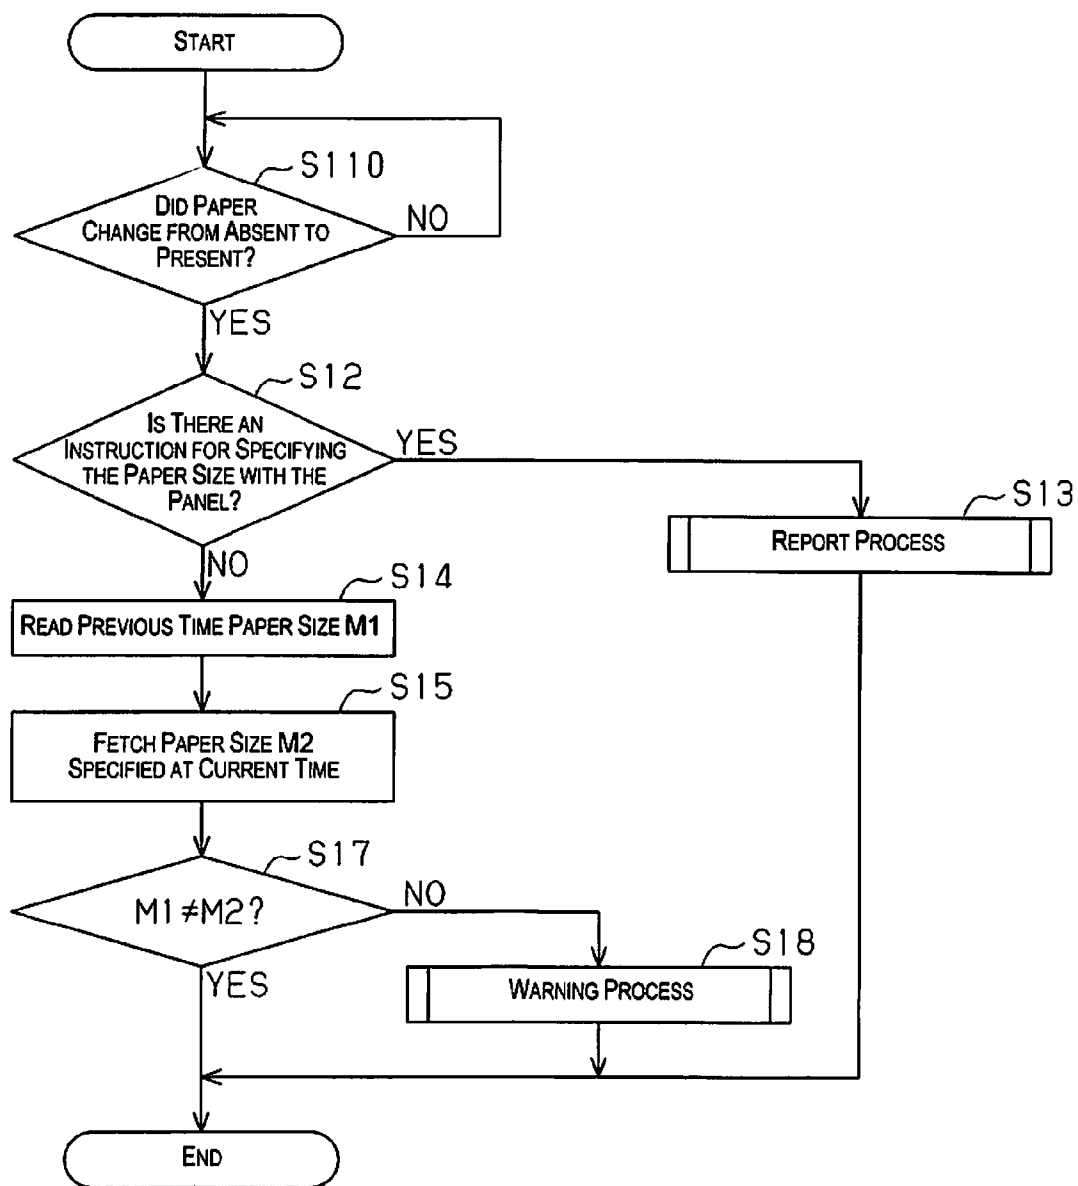 START
S110
DID PAPER
CHANGE FROM ABSENT TO
PRESENT?
NO
YES
S12
IS THERE AN
INSTRUCTION FOR SPECIFYING
THE PAPER SIZE WITH THE
PANEL?
YES
S13
REPORT PROCESS
NO
S14
READ PREVIOUS TIME PAPER SIZE M1
S15
FETCH PAPER SIZE M2
SPECIFIED AT CURRENT TIME
S17
M1≠M2?
NO
S18
WARNING PROCESS
YES
END